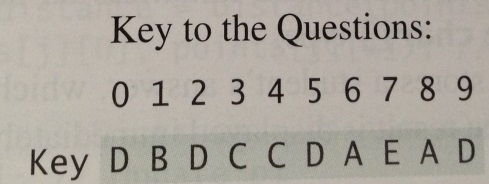 Key to the Questions:
0 1 2 3 4 5 6 7 8 9
Key D B D C C D A E A D